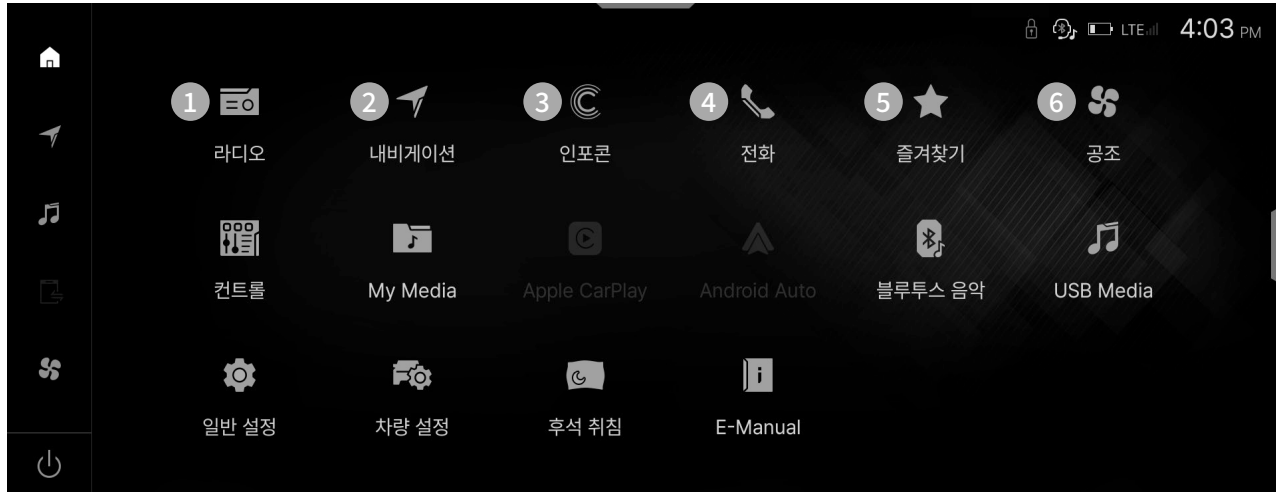 LTE 4:03 PM
1 2 3 4 5 6
라디오 내비게이션 인포콘 전화 즐겨찾기 공조
컨트롤 My Media Apple CarPlay Android Auto 블루투스 음악 USB Media
일반 설정 차량 설정 후석 취침 E-Manual